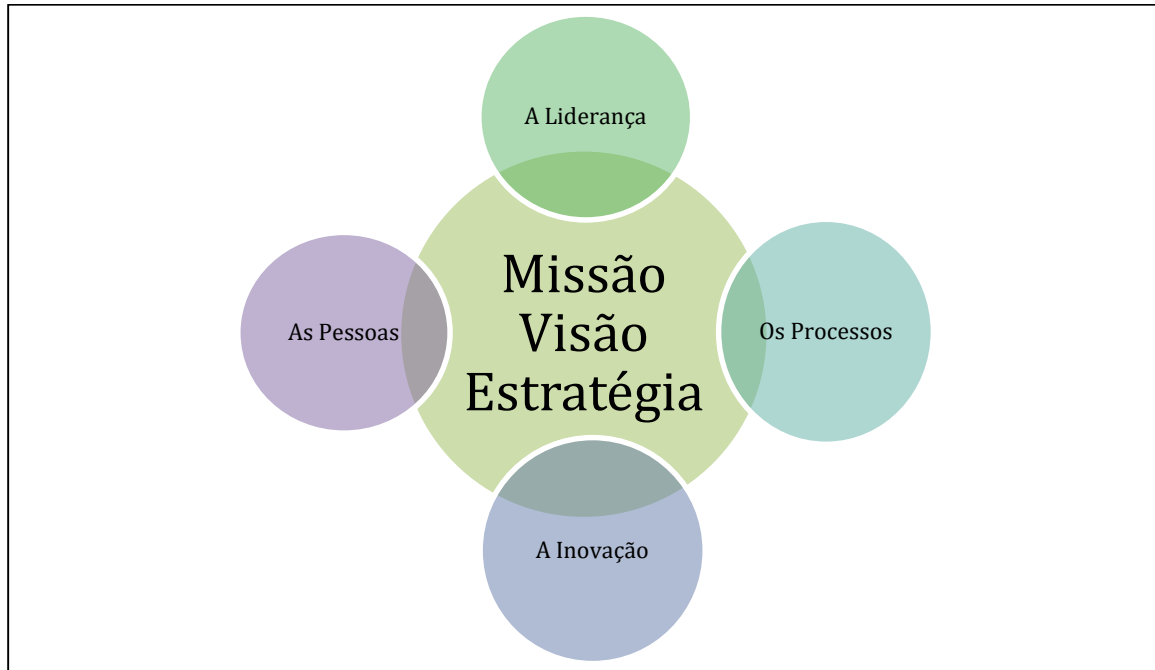 A Liderança
Missão
Visão
Estratégia
As Pessoas
Os Processos
A Inovação